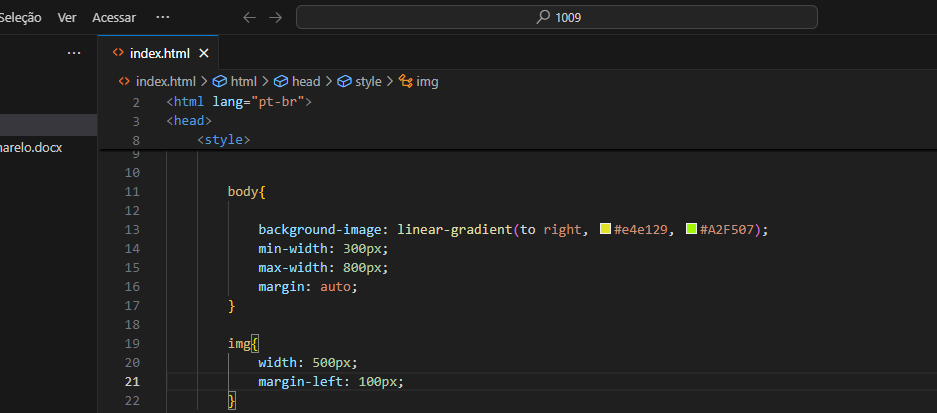 Seleção Ver Acessar ··· ← → 1009
··· <> index.html ×
<> index.html > html > head > style > img
2 <html lang="pt-br">
3 <head>
8 <style>
9
10
11 body{
12
13 background-image: linear-gradient(to right, #e4e129, #A2F507);
14 min-width: 300px;
15 max-width: 800px;
16 margin: auto;
17 }
18
19 img{
20 width: 500px;
21 margin-left: 100px;
22 }
narelo.docx